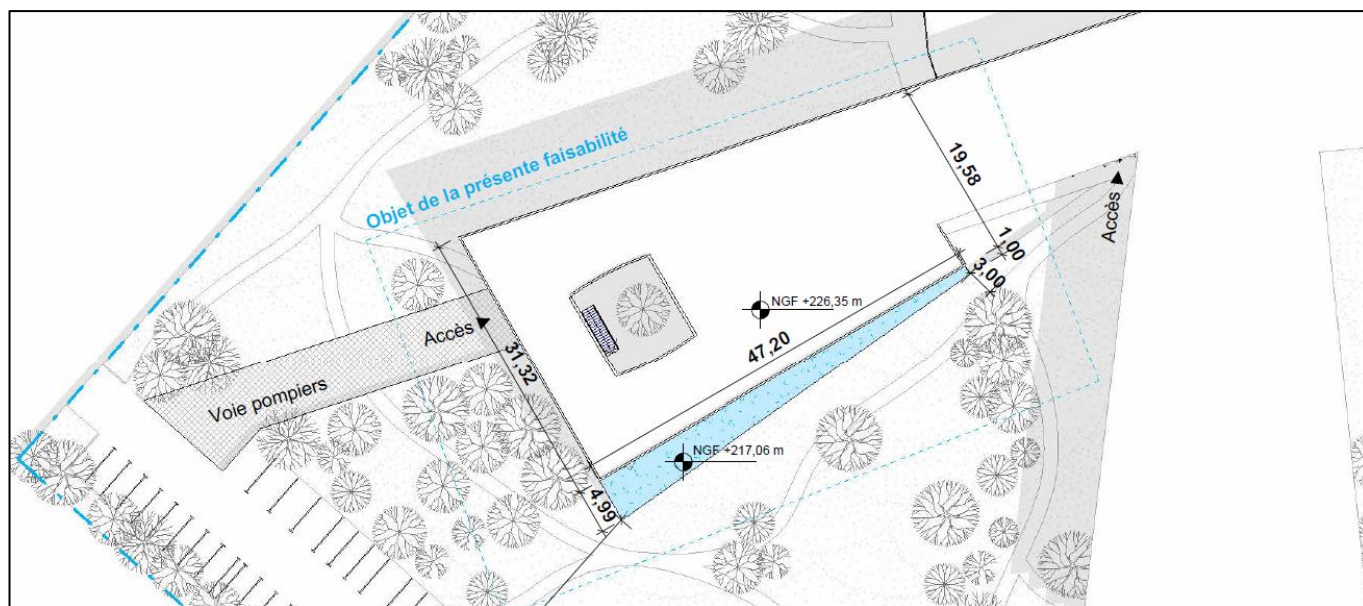 Objet de la présente faisabilité
19,58
Accès
1,00
3,00
NGF +226,35 m
47,20
Accès
31,32
Voie pompiers
NGF +217,06 m
4,99